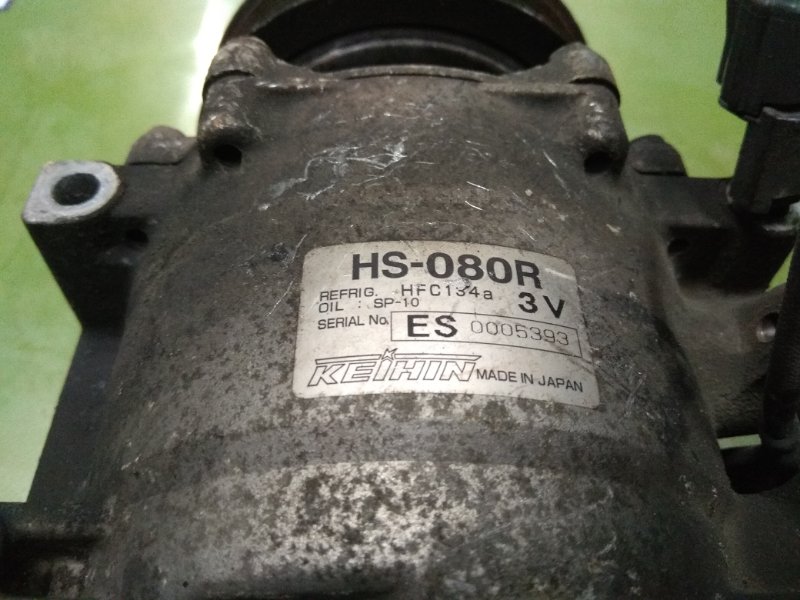 HS-080R
REFRIG. HFC134a 3V
OIL : SP-10
SERIAL No. ES 0005393
KEIHIN MADE IN JAPAN